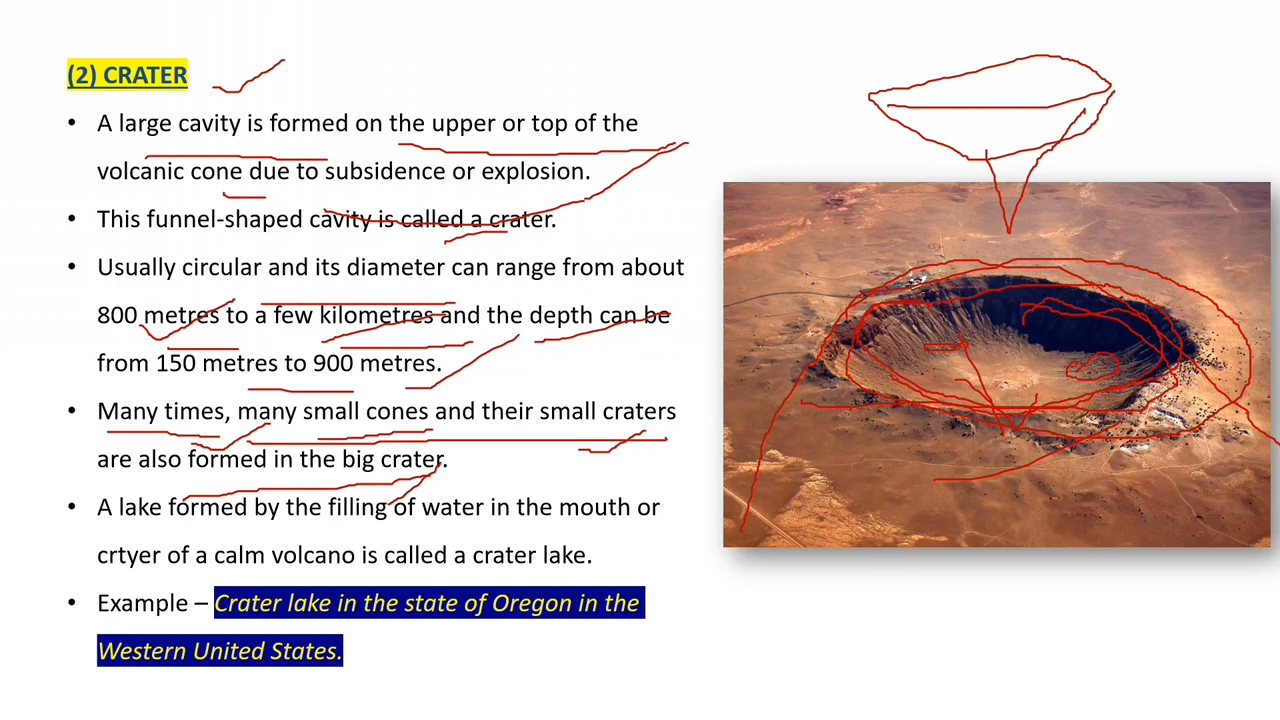 (2) CRATER
• A large cavity is formed on the upper or top of the
volcanic cone due to subsidence or explosion.
• This funnel-shaped cavity is called a crater.
• Usually circular and its diameter can range from about
800 metres to a few kilometres and the depth can be
from 150 metres to 900 metres.
• Many times, many small cones and their small craters
are also formed in the big crater.
• A lake formed by the filling of water in the mouth or
crtyer of a calm volcano is called a crater lake.
• Example – Crater lake in the state of Oregon in the
Western United States.